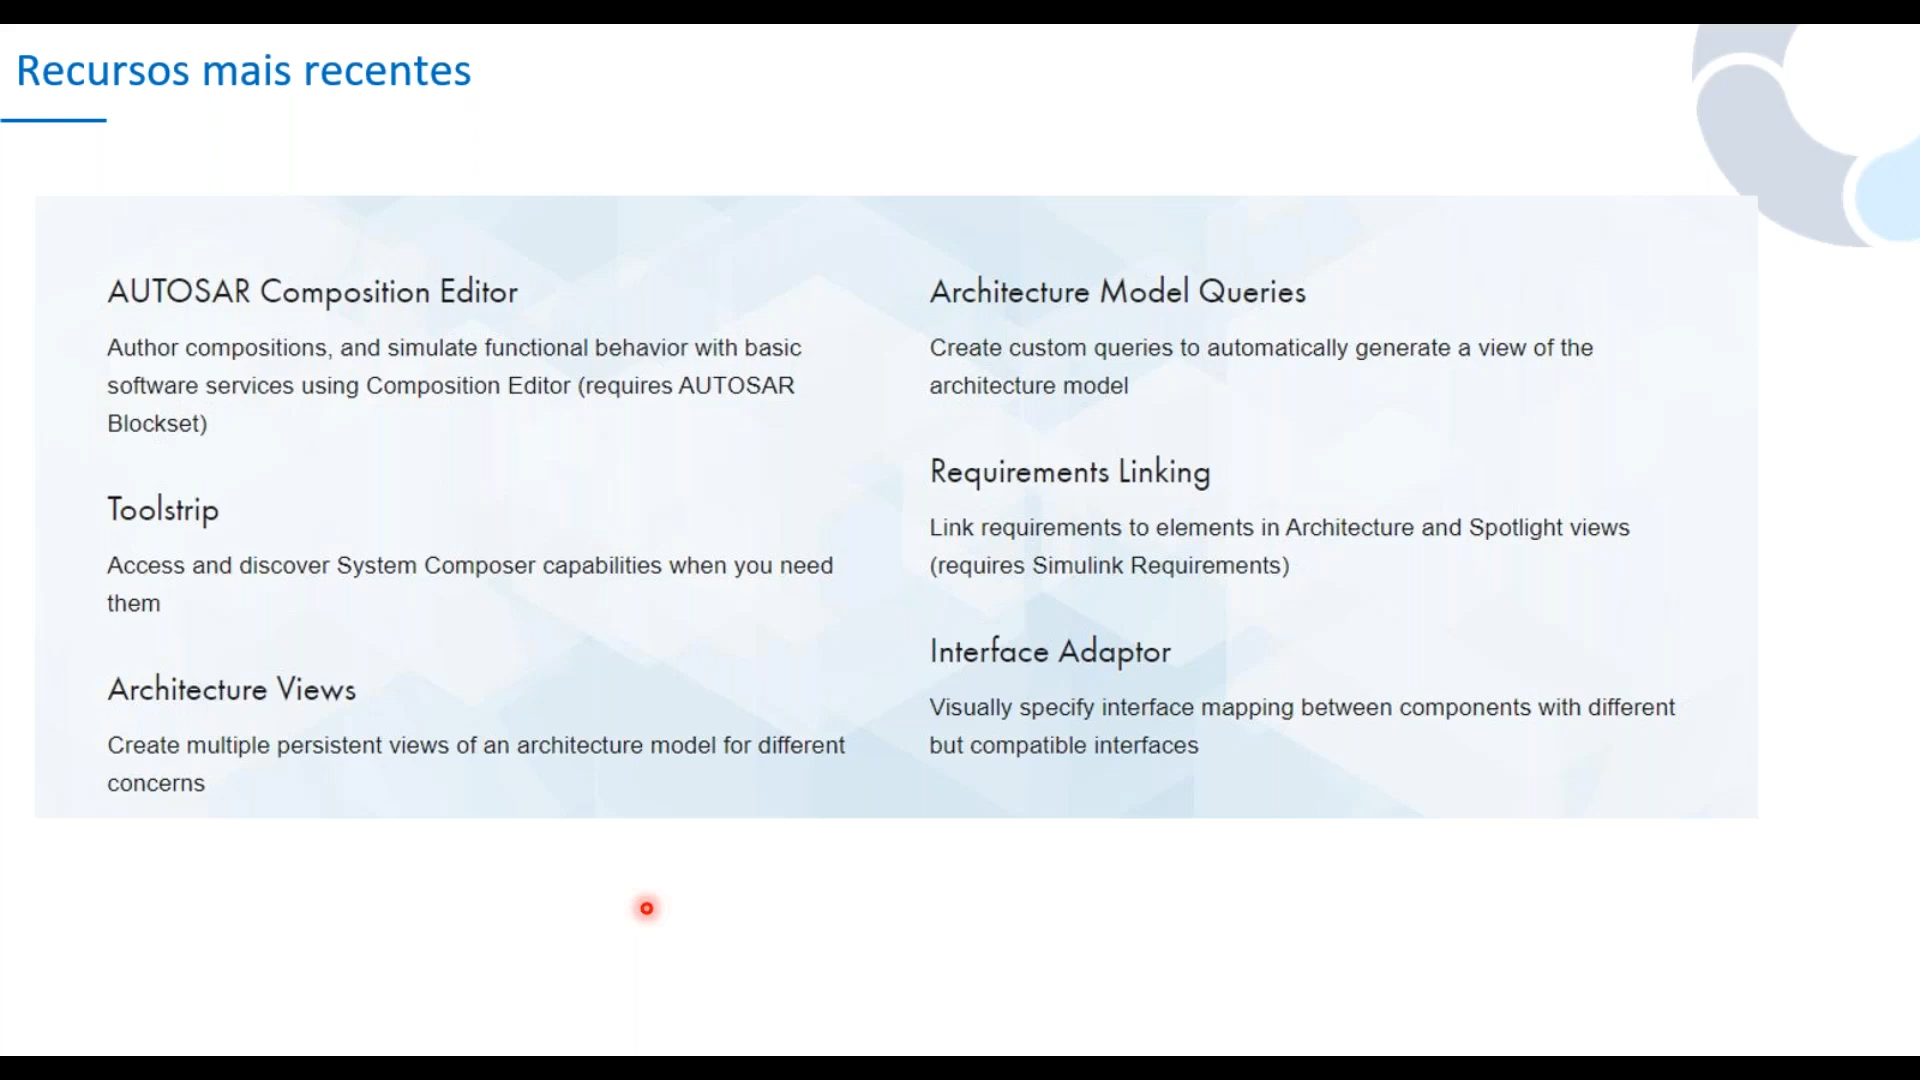 Recursos mais recentes
AUTOSAR Composition Editor
Author compositions, and simulate functional behavior with basic
software services using Composition Editor (requires AUTOSAR
Blockset)
Toolstrip
Access and discover System Composer capabilities when you need
them
Architecture Views
Create multiple persistent views of an architecture model for different
concerns
Architecture Model Queries
Create custom queries to automatically generate a view of the
architecture model
Requirements Linking
Link requirements to elements in Architecture and Spotlight views
(requires Simulink Requirements)
Interface Adaptor
Visually specify interface mapping between components with different
but compatible interfaces